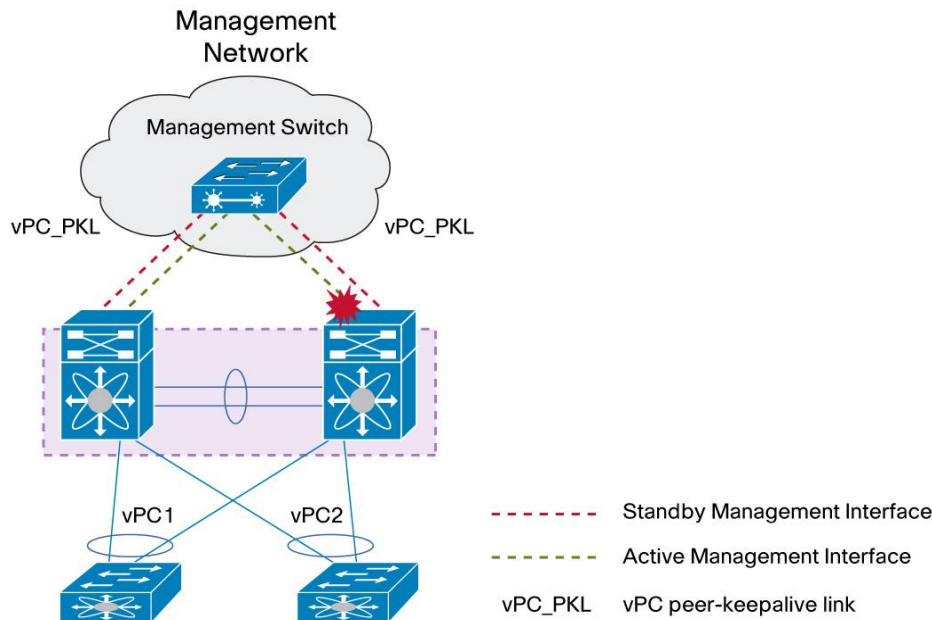 Management
Network
Management Switch
vPC_PKL
vPC_PKL
vPC1
vPC2
Standby Management Interface
Active Management Interface
vPC_PKL vPC peer-keepalive link